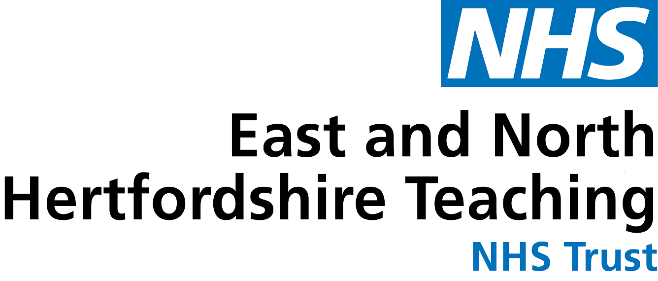 NHS
East and North
Hertfordshire Teaching
NHS Trust